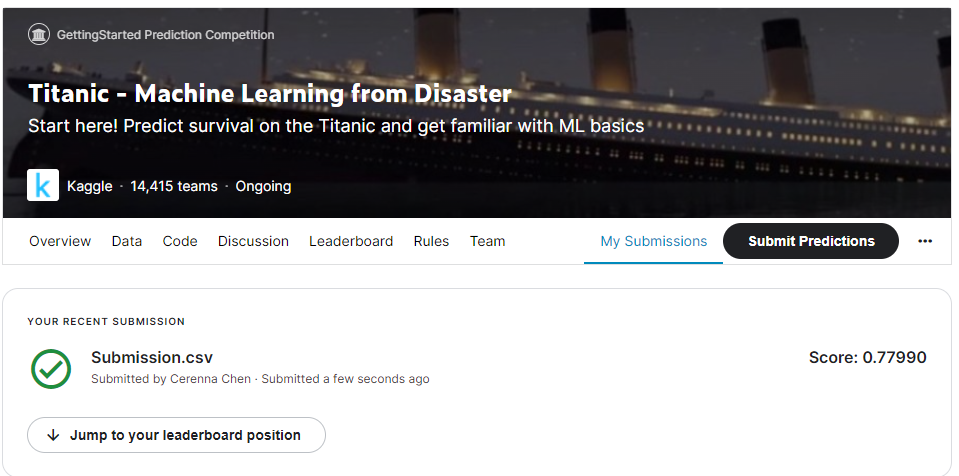 GettingStarted Prediction Competition
Titanic - Machine Learning from Disaster
Start here! Predict survival on the Titanic and get familiar with ML basics
k Kaggle · 14,415 teams · Ongoing
Overview Data Code Discussion Leaderboard Rules Team My Submissions Submit Predictions ...
YOUR RECENT SUBMISSION
Submission.csv Score: 0.77990
Submitted by Cerenna Chen · Submitted a few seconds ago
Jump to your leaderboard position